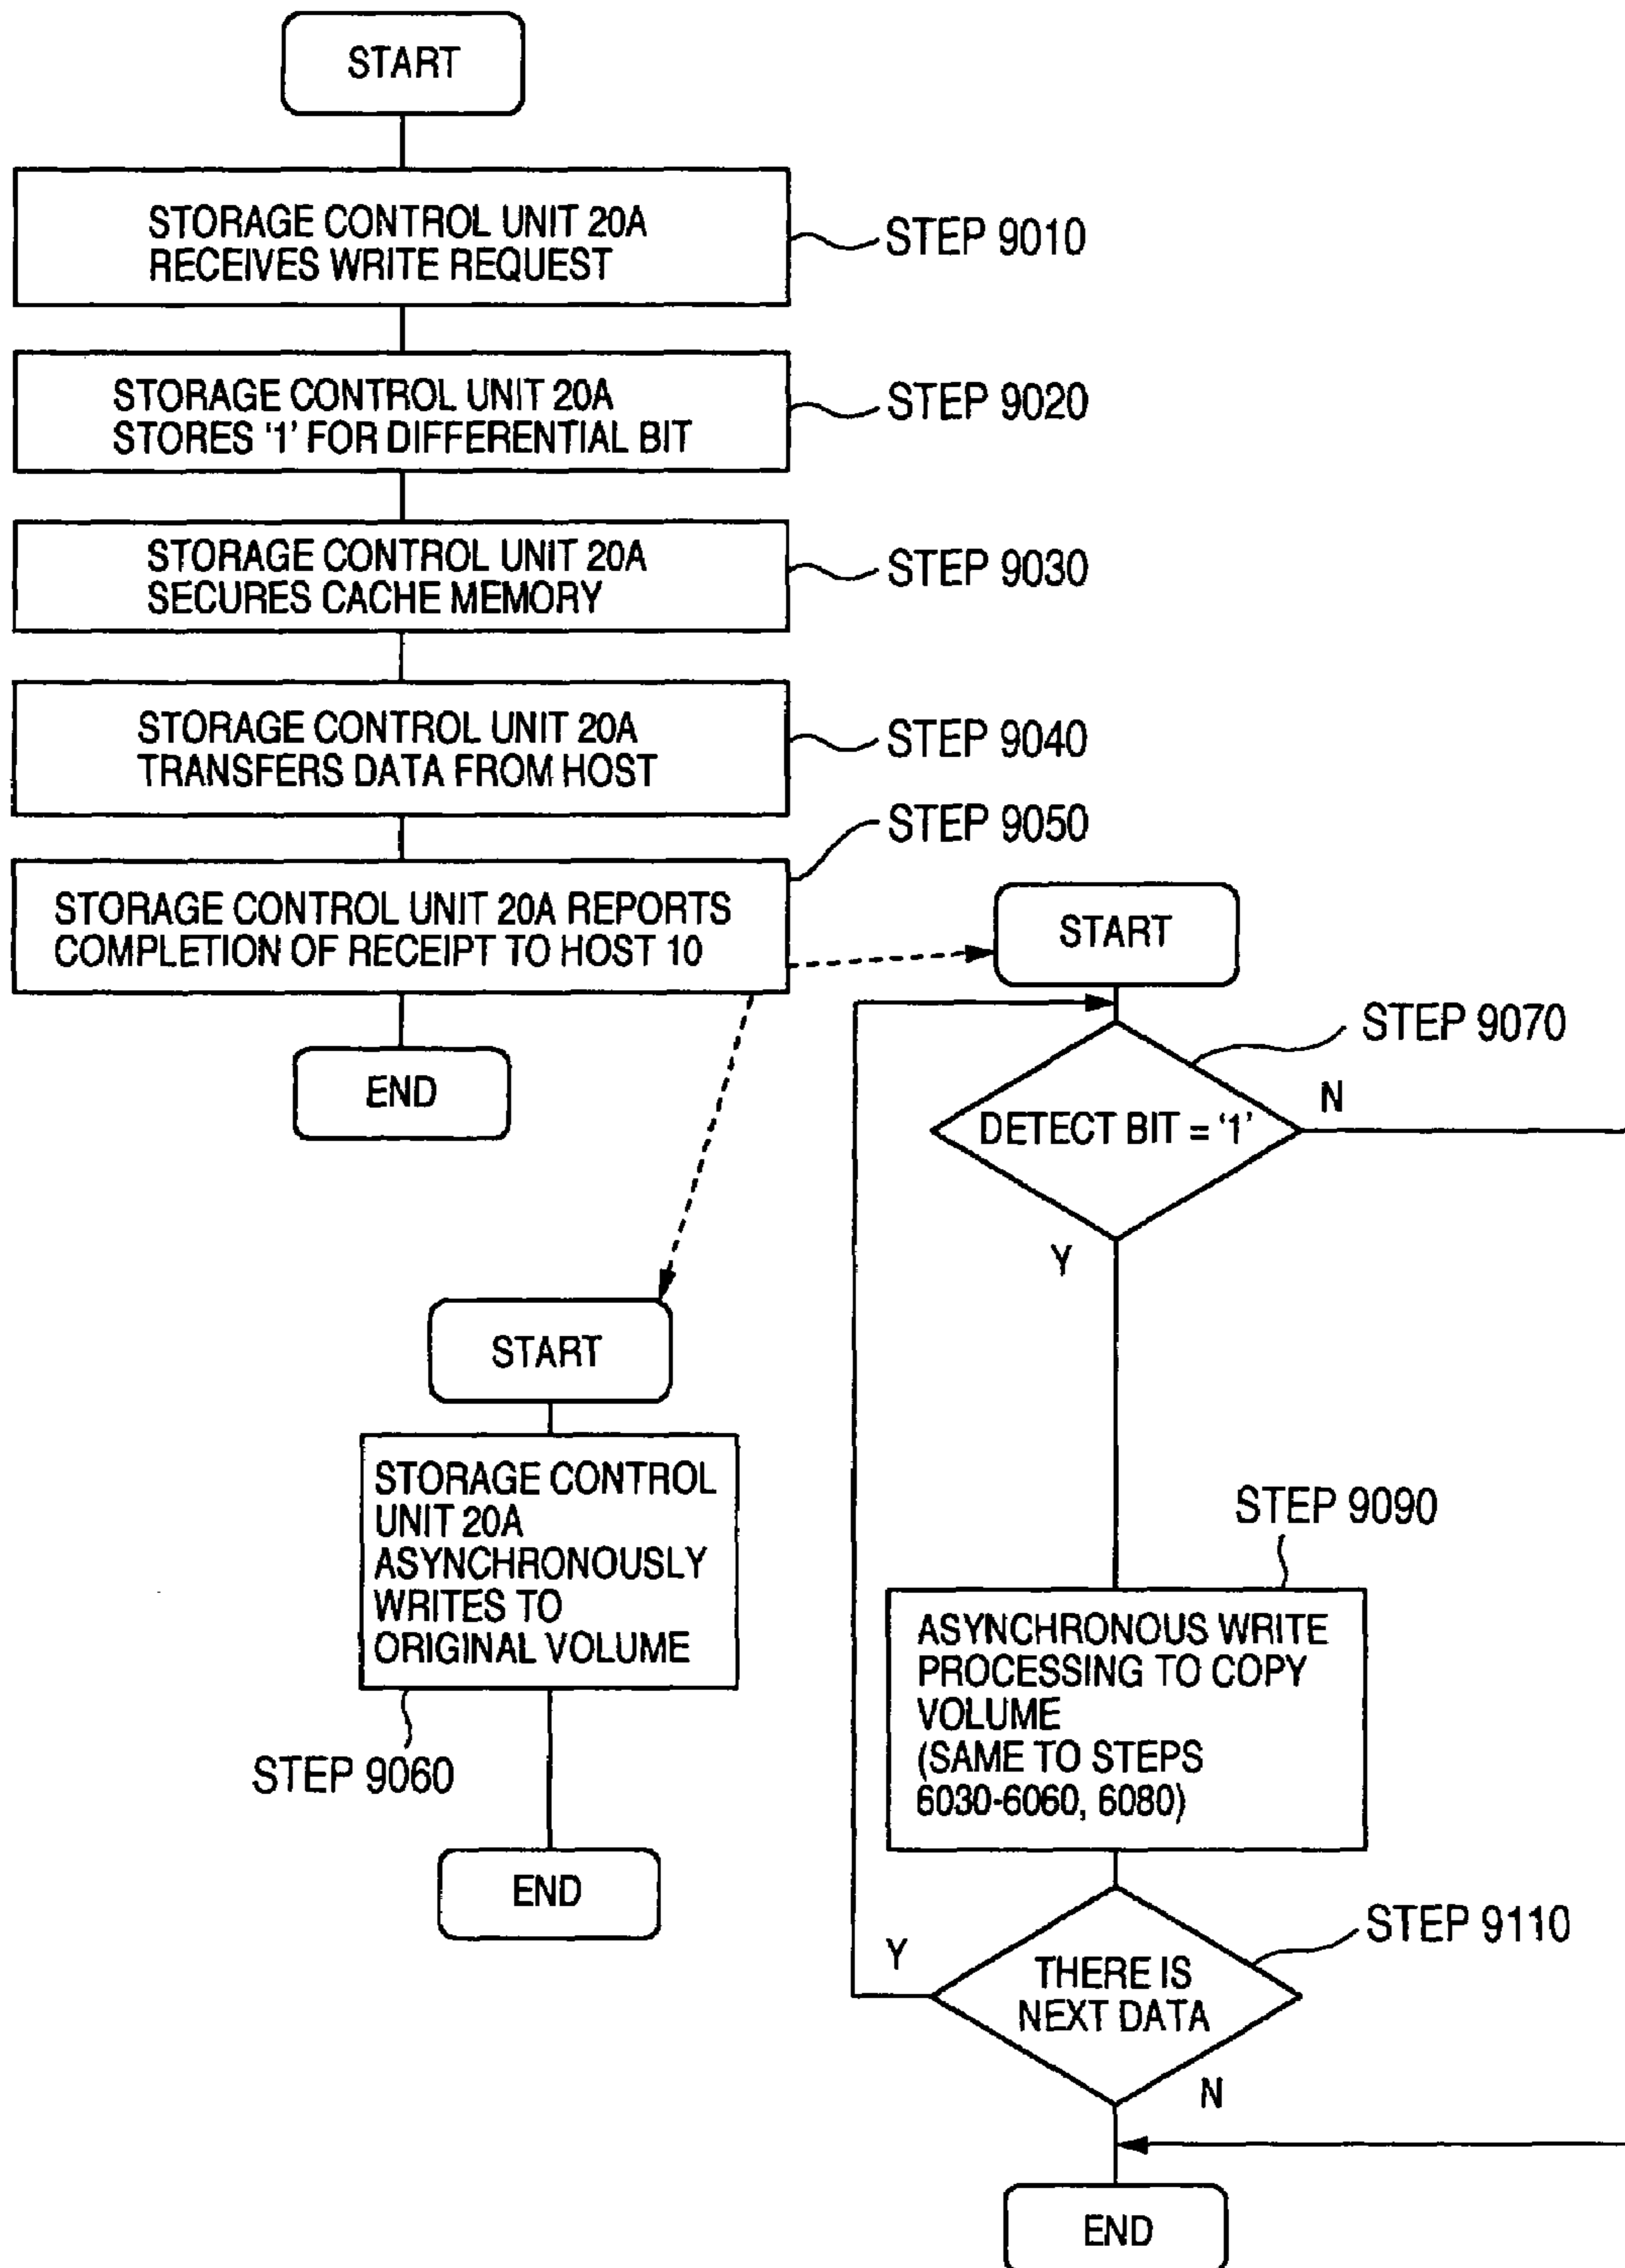 START
STORAGE CONTROL UNIT 20A
RECEIVES WRITE REQUEST
STEP 9010
STORAGE CONTROL UNIT 20A
STORES '1' FOR DIFFERENTIAL BIT
STEP 9020
STORAGE CONTROL UNIT 20A
SECURES CACHE MEMORY
STEP 9030
STORAGE CONTROL UNIT 20A
TRANSFERS DATA FROM HOST
STEP 9040
STEP 9050
STORAGE CONTROL UNIT 20A REPORTS
COMPLETION OF RECEIPT TO HOST 10
END
START
STORAGE CONTROL
UNIT 20A
ASYNCHRONOUSLY
WRITES TO
ORIGINAL VOLUME
STEP 9060
END
START
STEP 9070
DETECT BIT = '1'
N
Y
STEP 9090
ASYNCHRONOUS WRITE
PROCESSING TO COPY
VOLUME
(SAME TO STEPS
6030-6060, 6080)
STEP 9110
Y
THERE IS
NEXT DATA
N
END